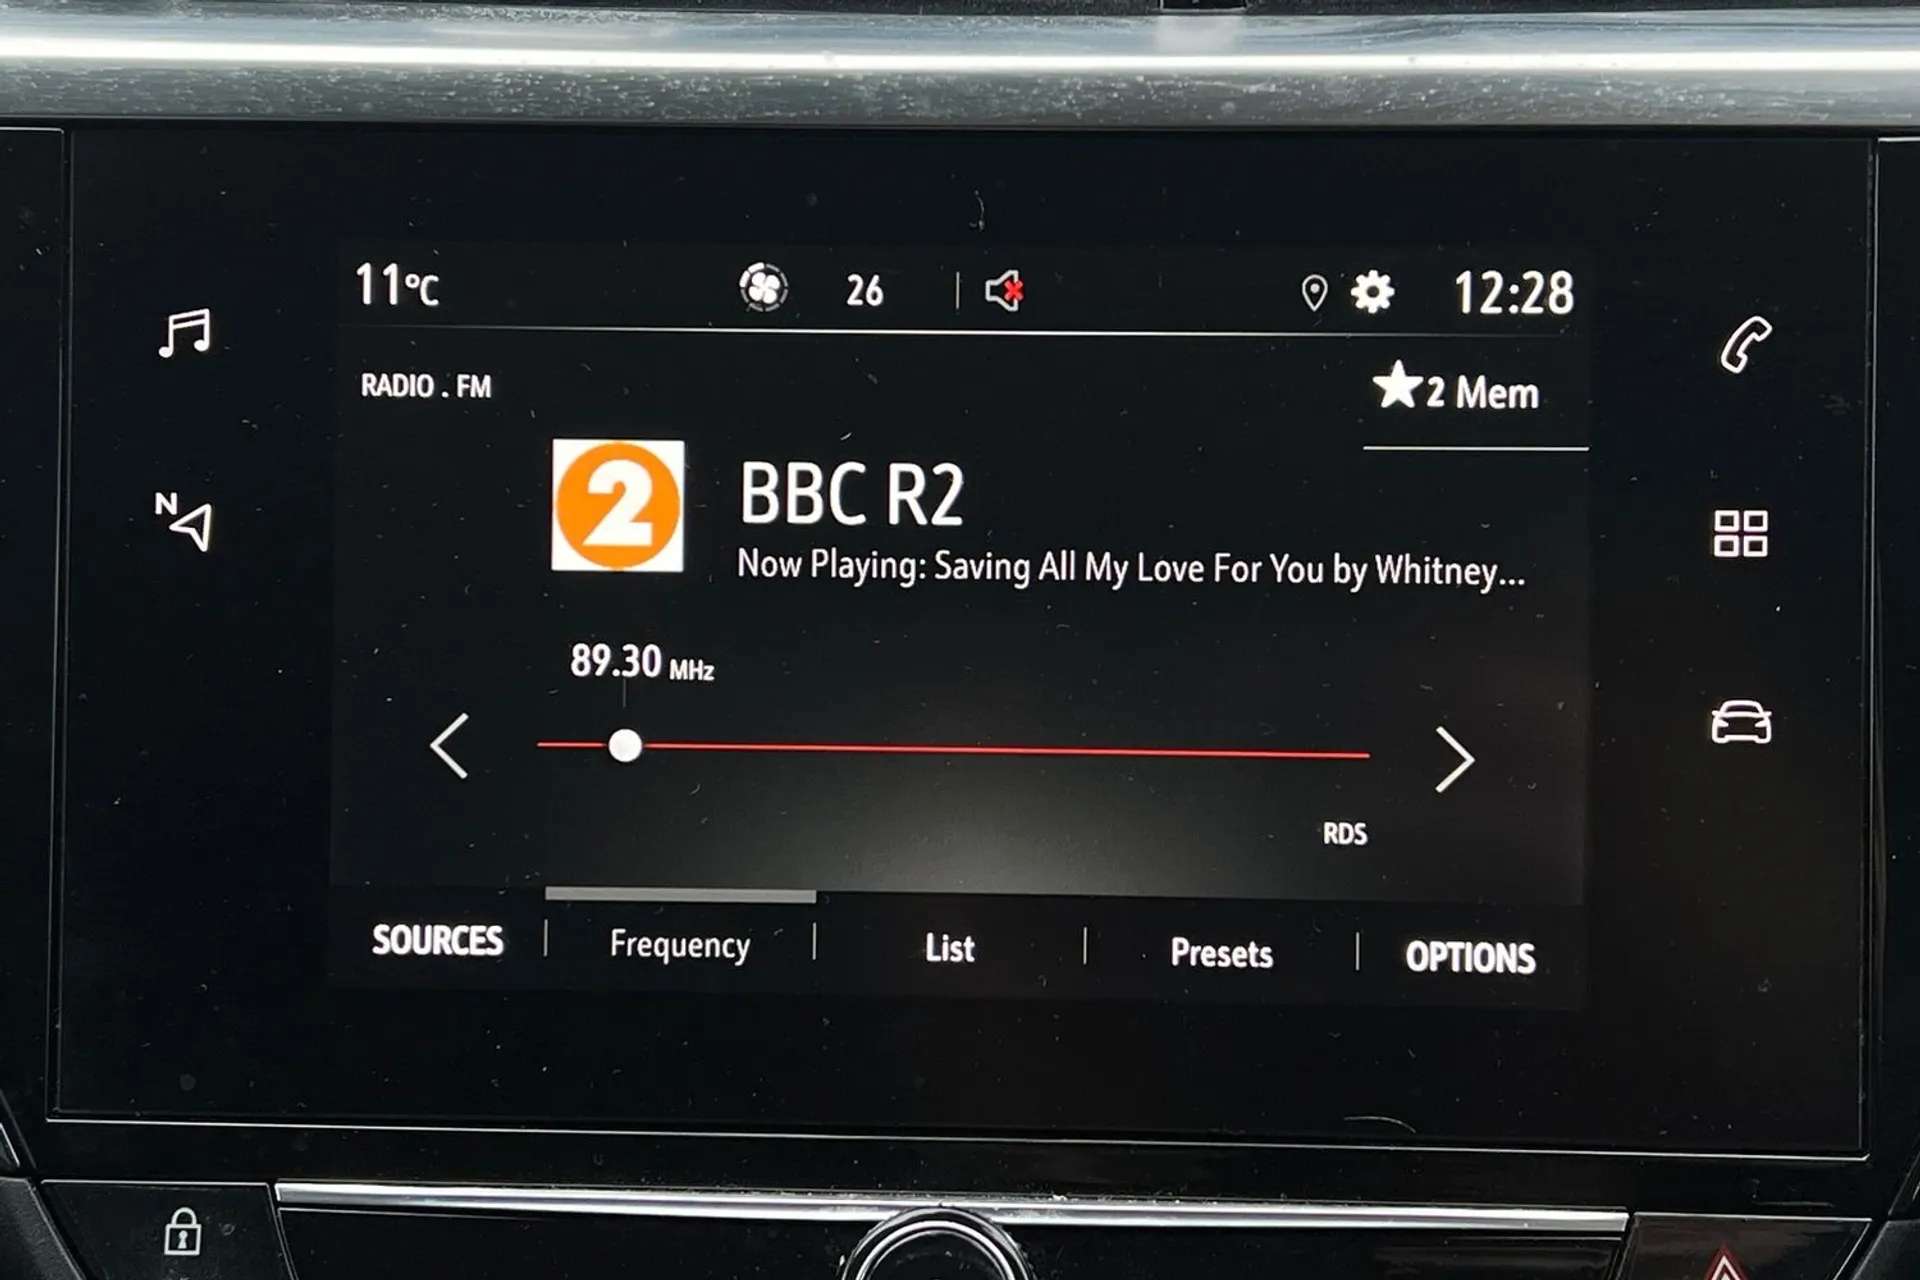 11°C 26 12:28
RADIO . FM
★2 Mem
2
BBC R2
Now Playing: Saving All My Love For You by Whitney...
89.30 MHz
RDS
SOURCES Frequency List Presets OPTIONS
N